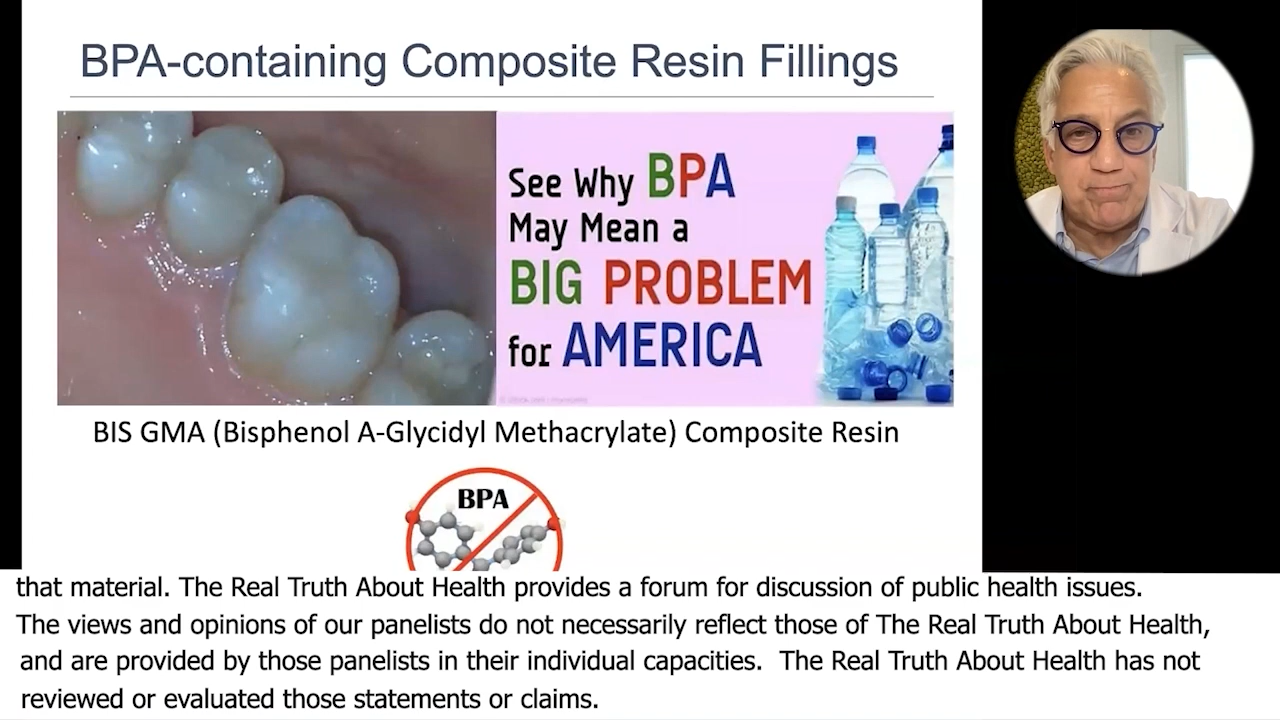 BPA-containing Composite Resin Fillings
See Why BPA
May Mean a
BIG PROBLEM
for AMERICA
BIS GMA (Bisphenol A-Glycidyl Methacrylate) Composite Resin
BPA
that material. The Real Truth About Health provides a forum for discussion of public health issues.
The views and opinions of our panelists do not necessarily reflect those of The Real Truth About Health,
and are provided by those panelists in their individual capacities. The Real Truth About Health has not
reviewed or evaluated those statements or claims.